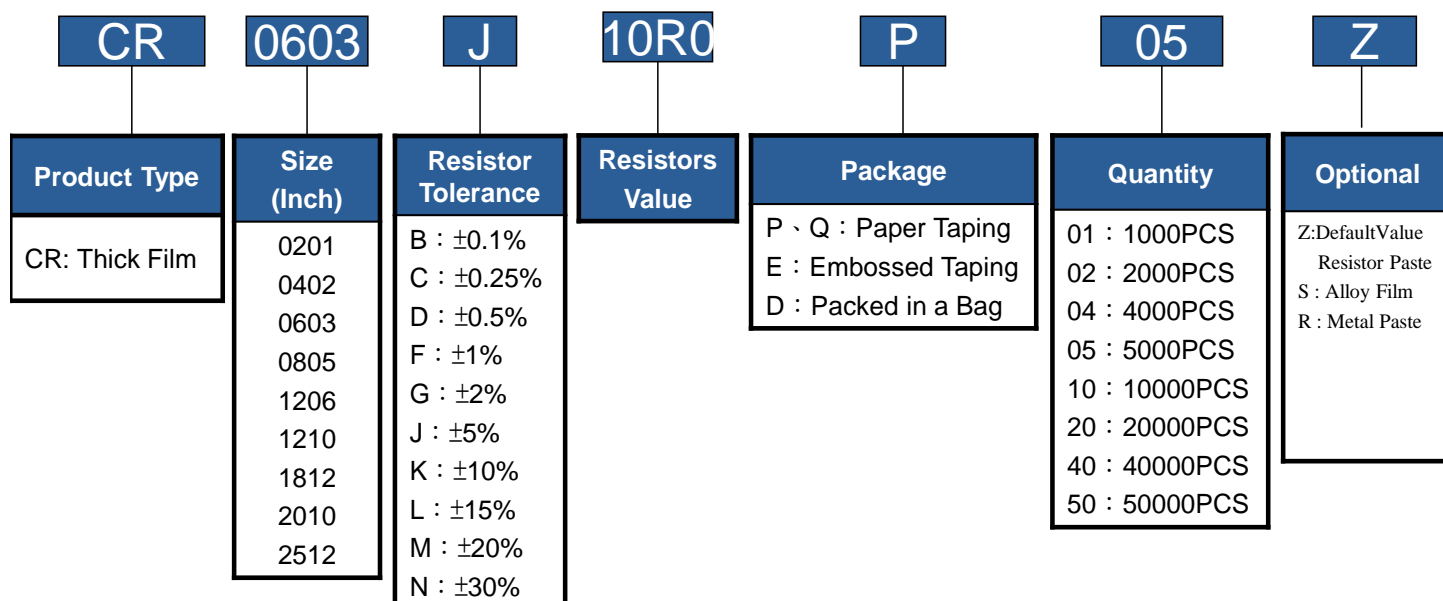 CR 0603 J 10R0 P 05 Z
Product Type
CR: Thick Film
Size
(Inch)
0201
0402
0603
0805
1206
1210
1812
2010
2512
Resistor
Tolerance
B：±0.1%
C：±0.25%
D：±0.5%
F：±1%
G：±2%
J：±5%
K：±10%
L：±15%
M：±20%
N：±30%
Resistors
Value
Package
P、Q：Paper Taping
E：Embossed Taping
D：Packed in a Bag
Quantity
01：1000PCS
02：2000PCS
04：4000PCS
05：5000PCS
10：10000PCS
20：20000PCS
40：40000PCS
50：50000PCS
Optional
Z:DefaultValue
Resistor Paste
S : Alloy Film
R : Metal Paste